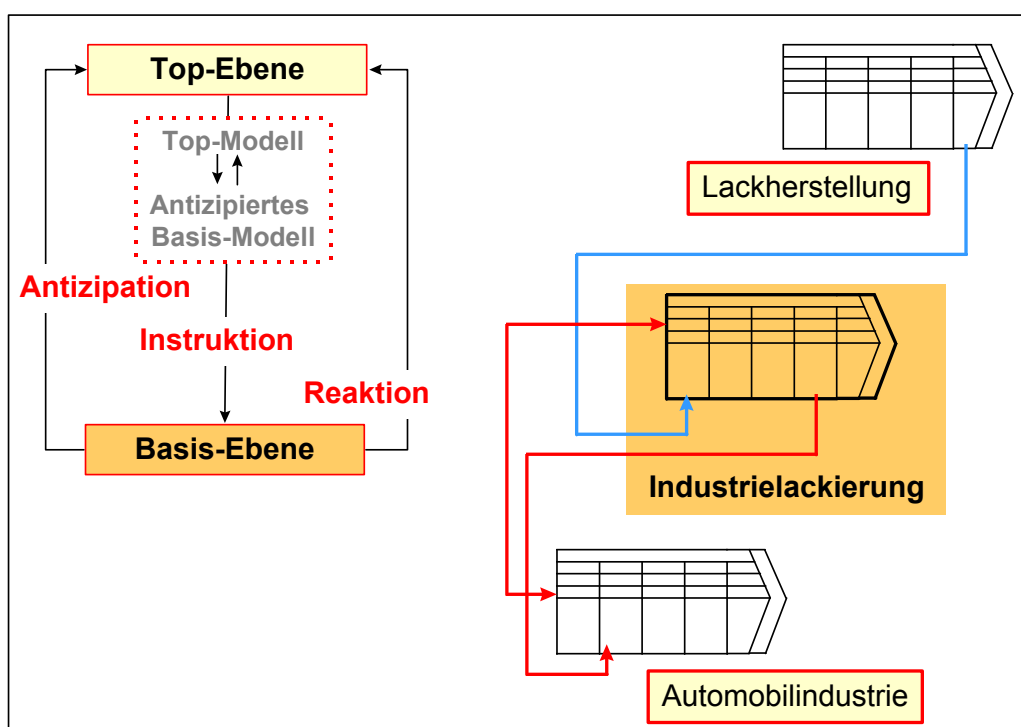 Top-Ebene
Top-Modell
Antizipiertes
Basis-Modell
Antizipation
Instruktion
Reaktion
Basis-Ebene
Lackherstellung
Industrielackierung
Automobilindustrie